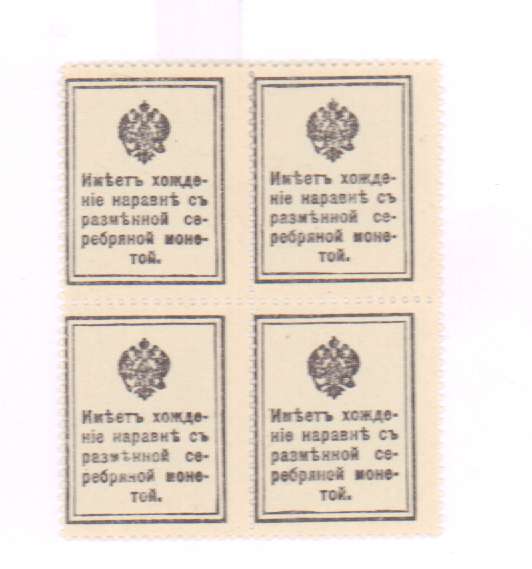 Имѣетъ хожде-
ніе наравнѣ съ
размѣнной се-
ребряной моне-
той.
Имѣетъ хожде-
ніе наравнѣ съ
размѣнной се-
ребряной моне-
той.
Имѣетъ хожде-
ніе наравнѣ съ
размѣнной се-
ребряной моне-
той.
Имѣетъ хожде-
ніе наравнѣ съ
размѣнной се-
ребряной моне-
той.